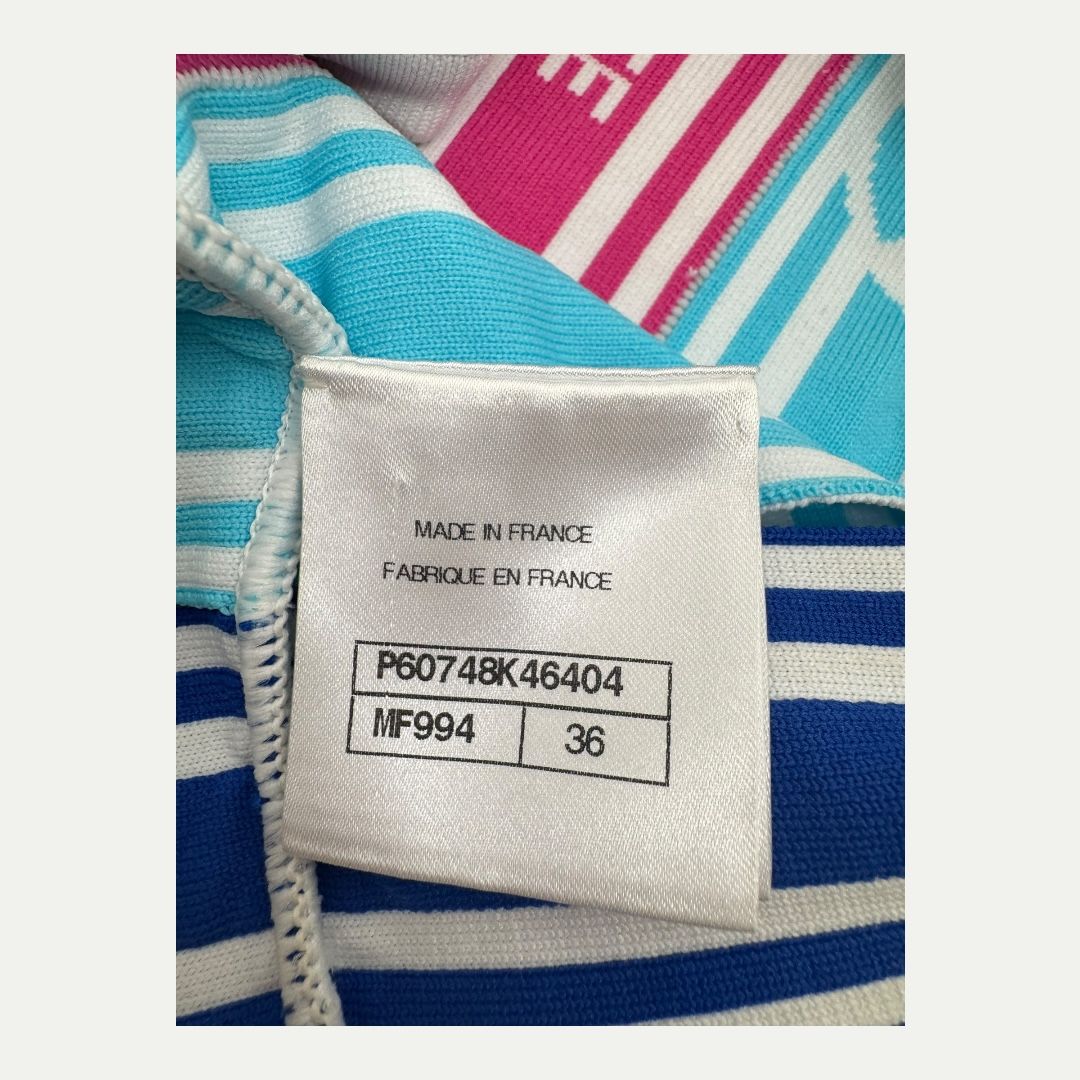 MADE IN FRANCE
FABRIQUE EN FRANCE
P60748K46404
MF994 36